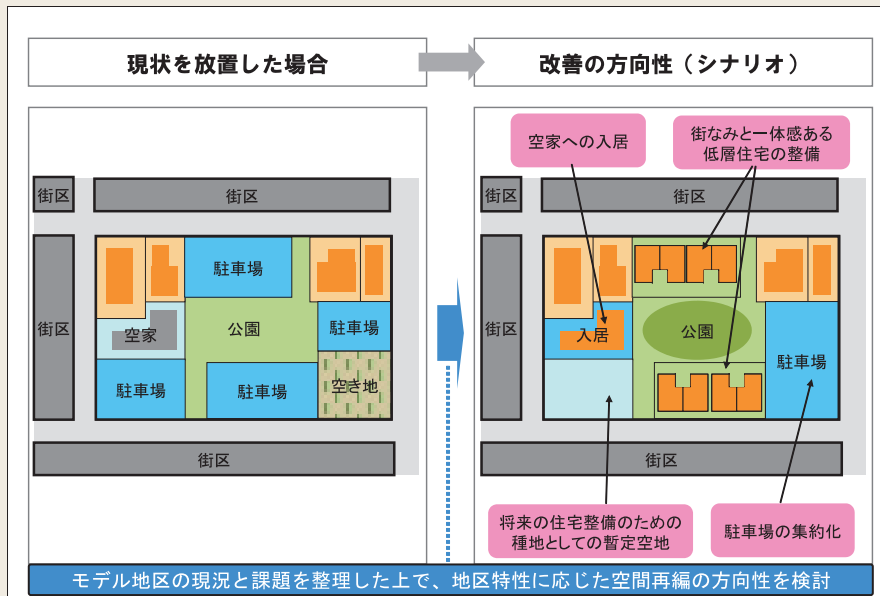 現状を放置した場合
改善の方向性（シナリオ）
街区
街区
街区
駐車場
空家
公園
駐車場
駐車場
駐車場
空き地
街区
空家への入居
街なみと一体感ある
低層住宅の整備
街区
街区
街区
入居
公園
駐車場
街区
将来の住宅整備のための
種地としての暫定空地
駐車場の集約化
モデル地区の現況と課題を整理した上で、地区特性に応じた空間再編の方向性を検討